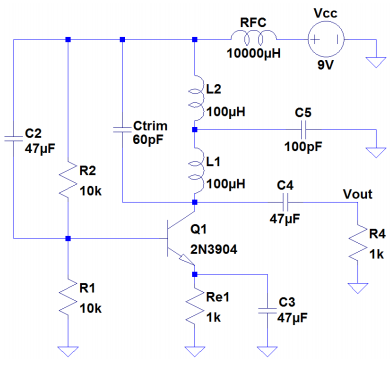 RFC
10000µH
Vcc
9V
L2
100µH
C2
47µF
Ctrim
60pF
C5
100pF
R2
10k
L1
100µH
C4
47µF
Vout
Q1
2N3904
R4
1k
R1
10k
Re1
1k
C3
47µF